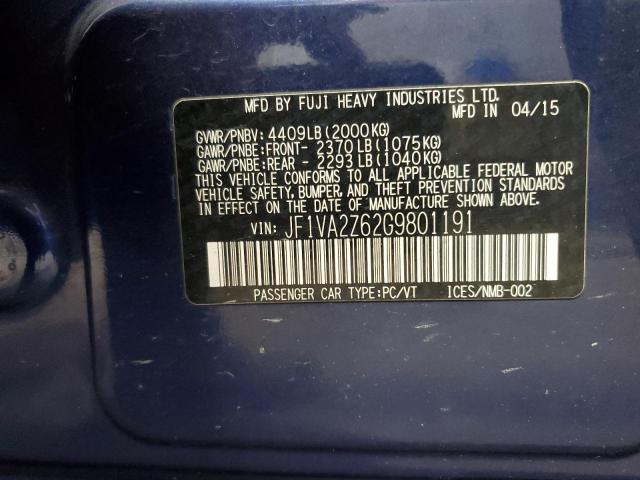 MFD BY FUJI HEAVY INDUSTRIES LTD.
MFD IN 04/15
GVWR/PNBV: 4409LB(2000KG)
GAWR/PNBE:FRONT- 2370LB(1075KG)
GAWR/PNBE:REAR - 2293LB(1040KG)
THIS VEHICLE CONFORMS TO ALL APPLICABLE FEDERAL MOTOR
VEHICLE SAFETY, BUMPER, AND THEFT PREVENTION STANDARDS
IN EFFECT ON THE DATE OF MANUFACTURE SHOWN ABOVE.
VIN: JF1VA2Z62G9801191
PASSENGER CAR TYPE:PC/VT ICES/NMB-002